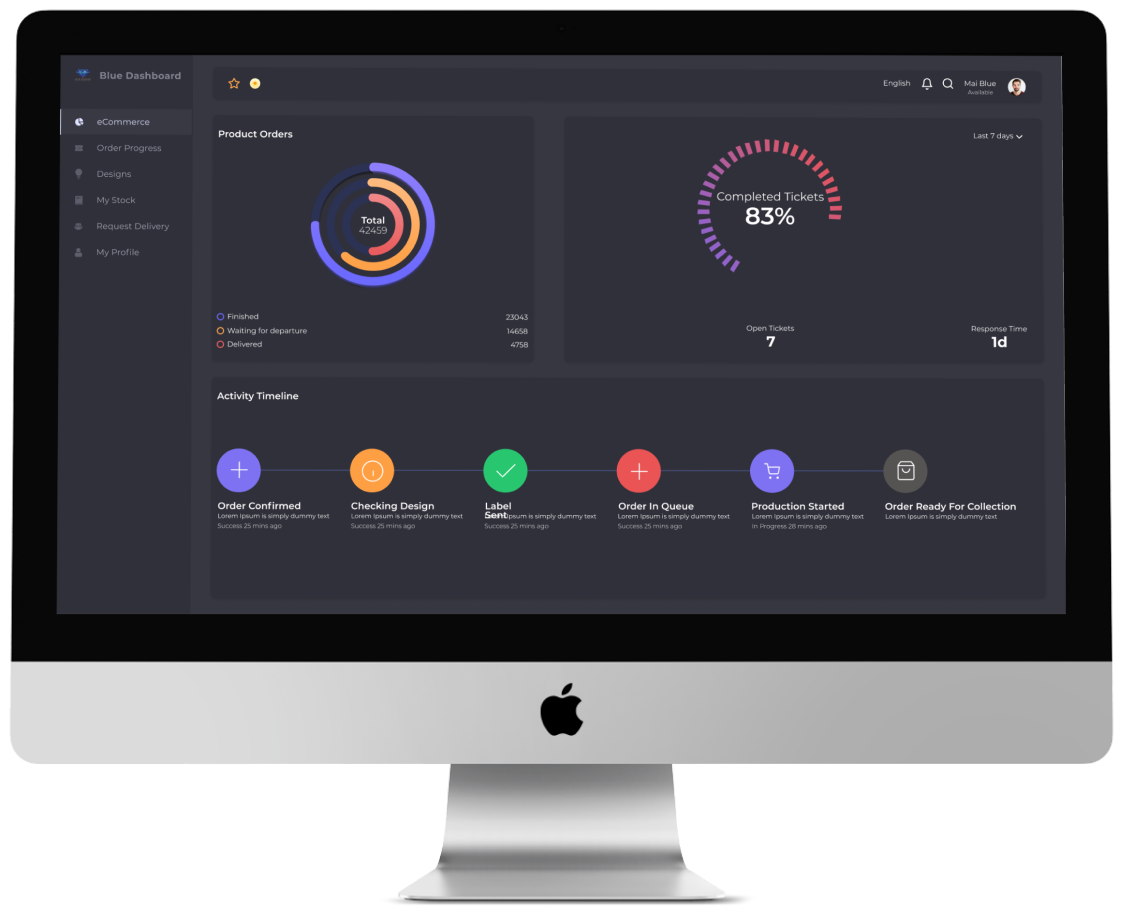 Blue Dashboard
eCommerce
Order Progress
Designs
My Stock
Request Delivery
My Profile
English
Mai Blue
Available
Product Orders
Total
42459
Finished 23043
Waiting for departure 14658
Delivered 4758
Last 7 days
Completed Tickets
83%
Open Tickets
7
Response Time
1d
Activity Timeline
Order Confirmed
Lorem Ipsum is simply dummy text
Success 25 mins ago
Checking Design
Lorem Ipsum is simply dummy text
Success 25 mins ago
Label
Sent
Lorem Ipsum is simply dummy text
Success 25 mins ago
Order In Queue
Lorem Ipsum is simply dummy text
Success 25 mins ago
Production Started
Lorem Ipsum is simply dummy text
In Progress 28 mins ago
Order Ready For Collection
Lorem Ipsum is simply dummy text